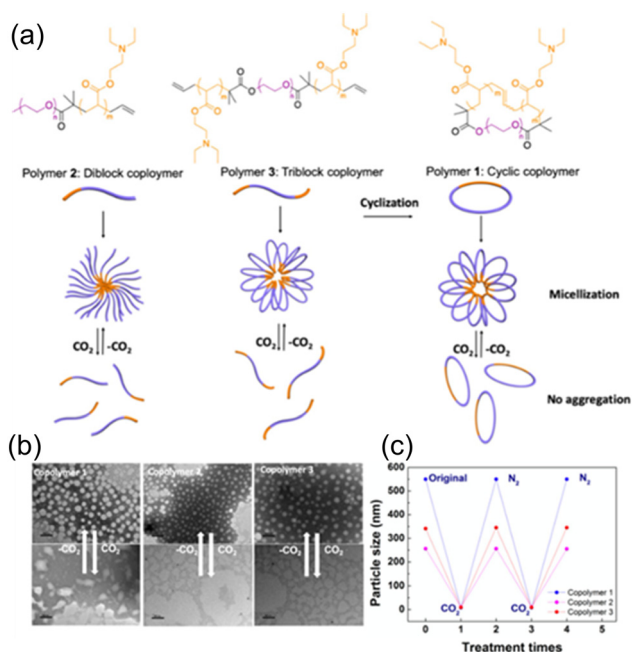 (a)
Polymer 2: Diblock coploymer
Polymer 3: Triblock coploymer
Polymer 1: Cyclic coploymer
Cyclization
Micellization
CO2 -CO2
CO2 -CO2
CO2 -CO2
No aggregation
(b)
Copolymer 1
Copolymer 2
Copolymer 3
-CO2 CO2
-CO2 CO2
-CO2 CO2
(c)
Particle size (nm)
600
500
400
300
200
100
0
Original
N2
N2
CO2
CO2
Copolymer 1
Copolymer 2
Copolymer 3
0 1 2 3 4 5
Treatment times